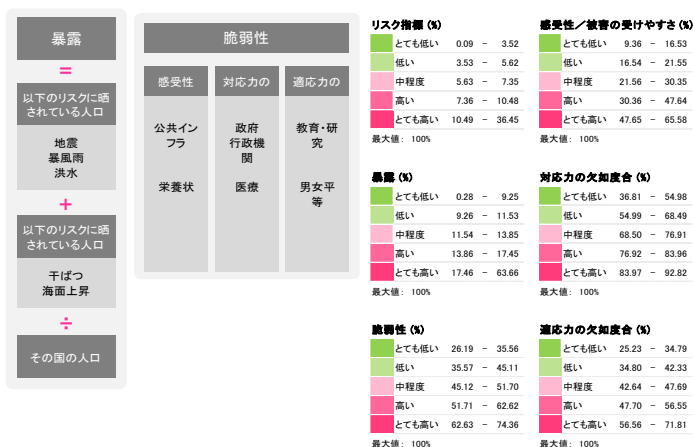 暴露
=
以下のリスクに晒
されている人口
地震
暴風雨
洪水
+
以下のリスクに晒
されている人口
干ばつ
海面上昇
÷
その国の人口
脆弱性
感受性
公共イン
フラ
栄養状
対応力の
政府
行政機
関
医療
適応力の
教育・研
究
男女平
等
リスク指標 (%)
とても低い 0.09 – 3.52
低い 3.53 – 5.62
中程度 5.63 – 7.35
高い 7.36 – 10.48
とても高い 10.49 – 36.45
最大値： 100%
暴露 (%)
とても低い 0.28 – 9.25
低い 9.26 – 11.53
中程度 11.54 – 13.85
高い 13.86 – 17.45
とても高い 17.46 – 63.66
最大値： 100%
脆弱性 (%)
とても低い 26.19 – 35.56
低い 35.57 – 45.11
中程度 45.12 – 51.70
高い 51.71 – 62.62
とても高い 62.63 – 74.36
最大値： 100%
感受性／被害の受けやすさ (%)
とても低い 9.36 – 16.53
低い 16.54 – 21.55
中程度 21.56 – 30.35
高い 30.36 – 47.64
とても高い 47.65 – 65.58
最大値： 100%
対応力の欠如度合 (%)
とても低い 36.81 – 54.98
低い 54.99 – 68.49
中程度 68.50 – 76.91
高い 76.92 – 83.96
とても高い 83.97 – 92.82
最大値： 100%
適応力の欠如度合 (%)
とても低い 25.23 – 34.79
低い 34.80 – 42.33
中程度 42.64 – 47.69
高い 47.70 – 56.55
とても高い 56.56 – 71.81
最大値： 100%